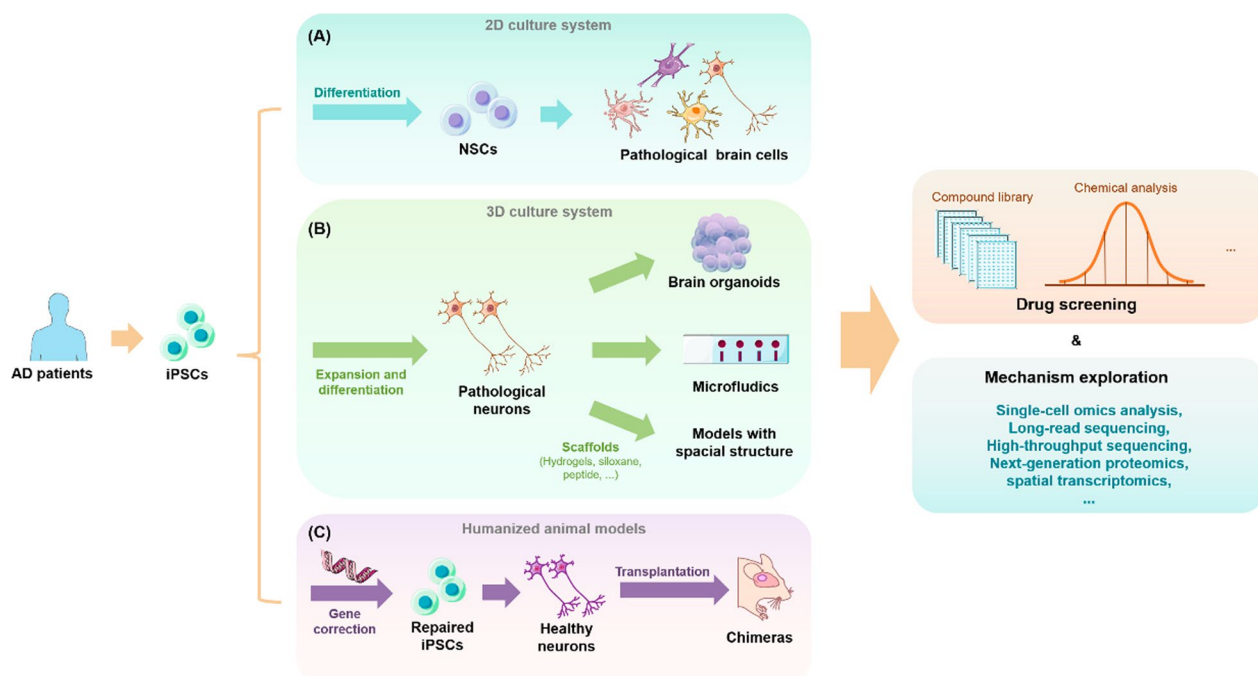 AD patients
iPSCs
(A)
2D culture system
Differentiation
NSCs
Pathological brain cells
(B)
3D culture system
Expansion and
differentiation
Pathological
neurons
Brain organoids
Microfludics
Scaffolds
(Hydrogels, siloxane,
peptide, ...)
Models with
spacial structure
(C)
Humanized animal models
Gene
correction
Repaired
iPSCs
Healthy
neurons
Transplantation
Chimeras
Compound library
Chemical analysis
...
Drug screening
&
Mechanism exploration
Single-cell omics analysis,
Long-read sequencing,
High-throughput sequencing,
Next-generation proteomics,
spatial transcriptomics,
...